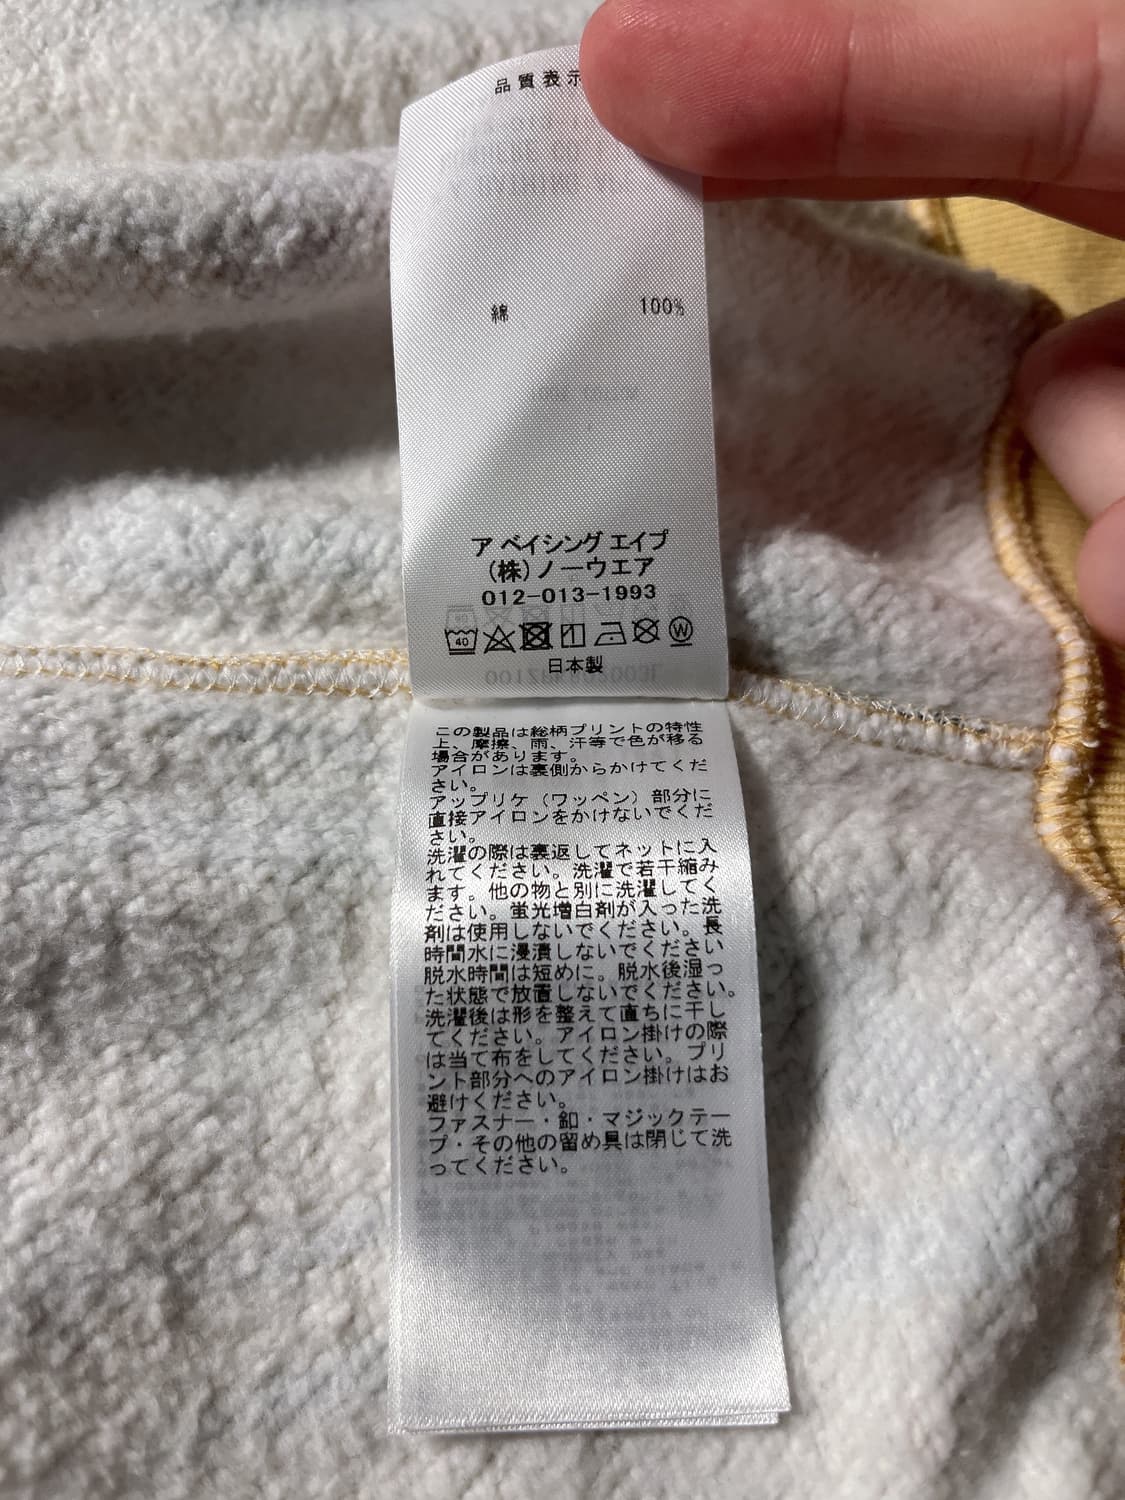 品質表示
綿 100%
ア ベイシング エイプ
(株)ノーウエア
012-013-1993
40
W
日本製
この製品は総柄プリントの特性
上、摩擦、雨、汗等で色が移る
場合があります。
アイロンは裏側からかけてくだ
さい。
アップリケ（ワッペン）部分に
直接アイロンをかけないでくだ
さい。
洗濯の際は裏返してネットに入
れてください。洗濯で若干縮み
ます。他の物と別に洗濯してく
ださい。蛍光増白剤が入った洗
剤は使用しないでください。長
時間水に浸漬しないでください
脱水時間は短めに。脱水後湿っ
た状態で放置しないでください。
洗濯後は形を整えて直ちに干し
てください。アイロン掛けの際
は当て布をしてください。プリ
ント部分へのアイロン掛けはお
避けください。
ファスナー・釦・マジックテー
プ・その他の留め具は閉じて洗
ってください。